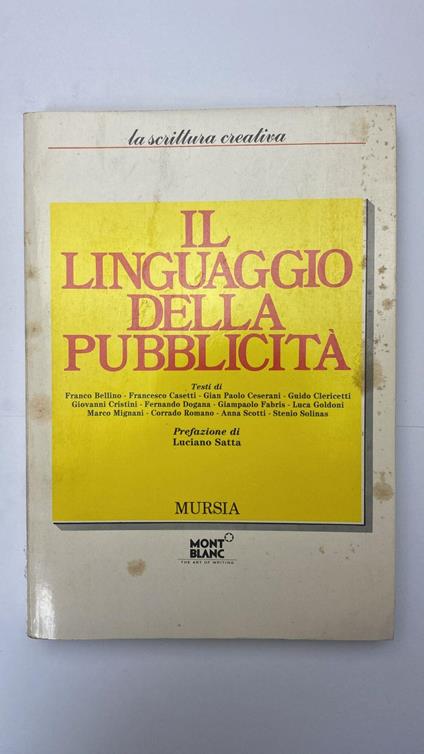 la scrittura creativa
IL
LINGUAGGIO
DELLA
PUBBLICITÀ
Testi di
Franco Bellino - Francesco Casetti - Gian Paolo Ceserani - Guido Clericetti
Giovanni Cristini - Fernando Dogana - Giampaolo Fabris - Luca Goldoni
Marco Mignani - Corrado Romano - Anna Scotti - Stenio Solinas
Prefazione di
Luciano Satta
MURSIA
MONT
BLANC
THE ART OF WRITING